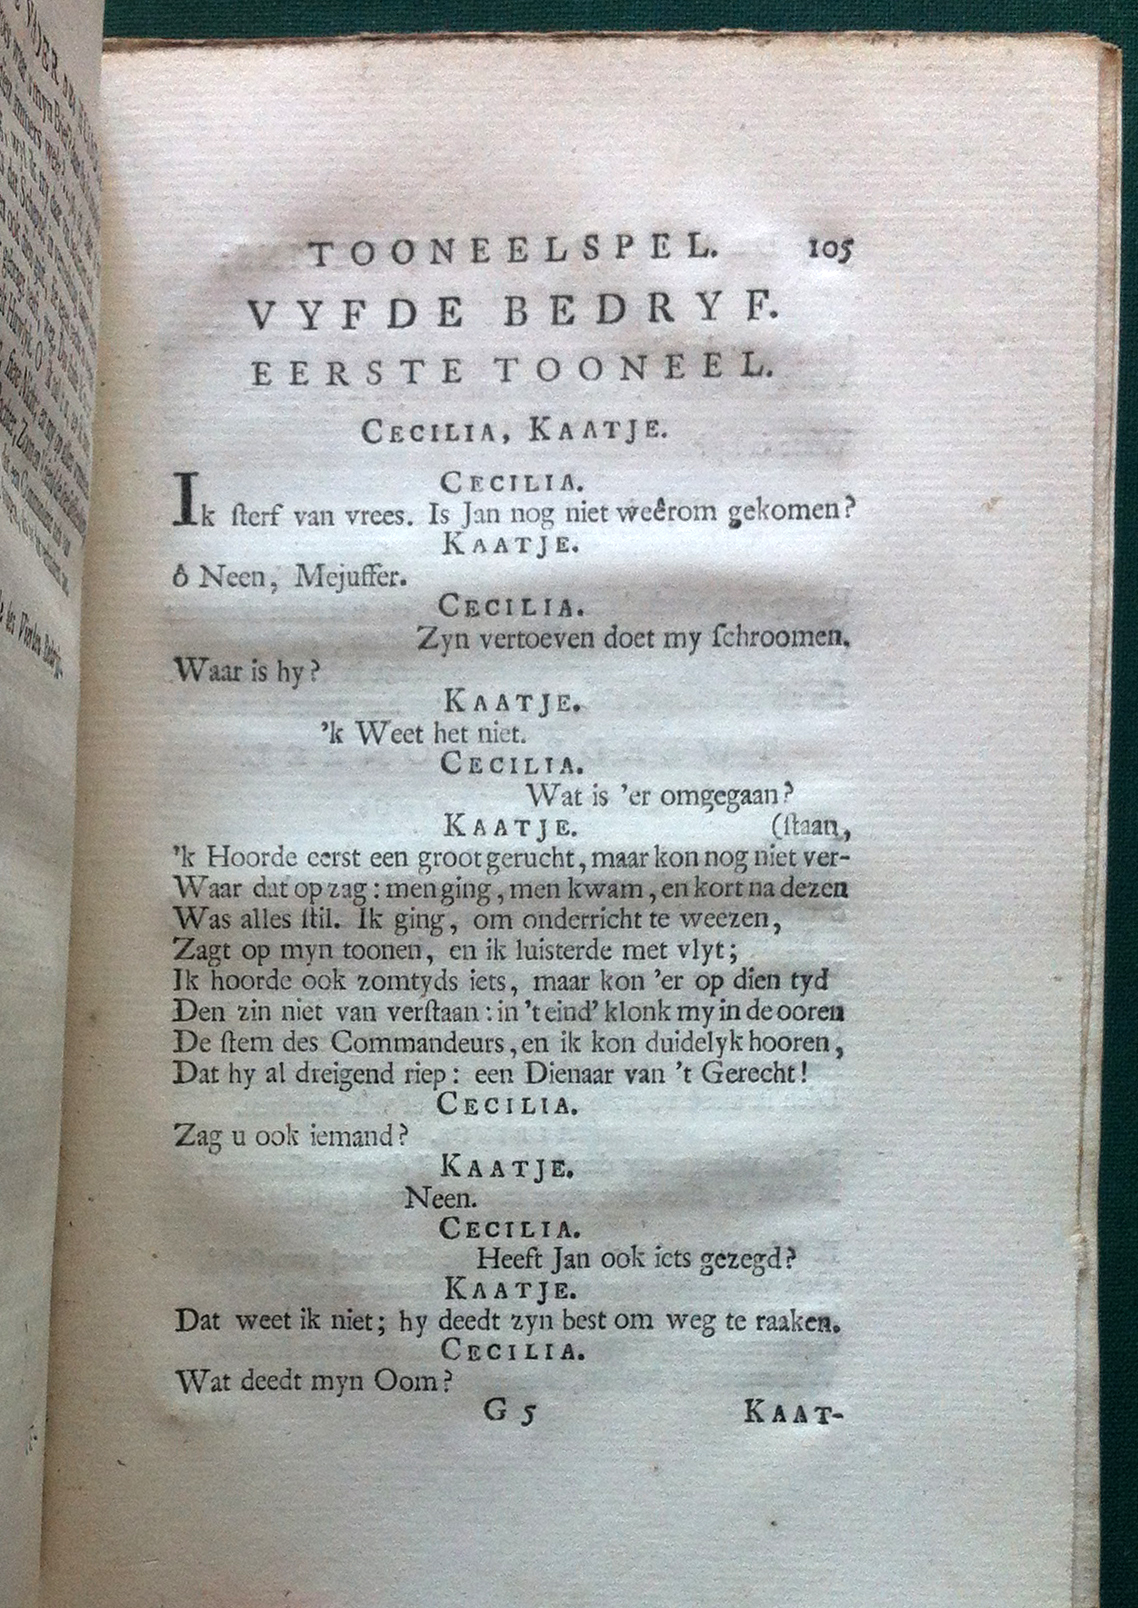 TOONEELSPEL. 105
VYFDE BEDRYF.
EERSTE TOONEEL.
CECILIA, KAATJE.
CECILIA.
Ik ſterf van vrees. Is Jan nog niet weêrom gekomen?
KAATJE.
ô Neen, Mejuffer.
CECILIA.
Zyn vertoeven doet my ſchroomen.
Waar is hy?
KAATJE.
'k Weet het niet.
CECILIA.
Wat is 'er omgegaan?
KAATJE. (ſtaan,
'k Hoorde eerst een groot gerucht, maar kon nog niet ver-
Waar dat op zag: men ging, men kwam, en kort na dezen
Was alles ſtil. Ik ging, om onderricht te weezen,
Zagt op myn toonen, en ik luisterde met vlyt;
Ik hoorde ook zomtyds iets, maar kon 'er op dien tyd
Den zin niet van verſtaan: in 't eind' klonk my in de ooren
De ſtem des Commandeurs, en ik kon duidelyk hooren,
Dat hy al dreigend riep: een Dienaar van 't Gerecht!
CECILIA.
Zag u ook iemand?
KAATJE.
Neen.
CECILIA.
Heeft Jan ook iets gezegd?
KAATJE.
Dat weet ik niet; hy deedt zyn best om weg te raaken.
CECILIA.
Wat deedt myn Oom?
G 5 KAAT-